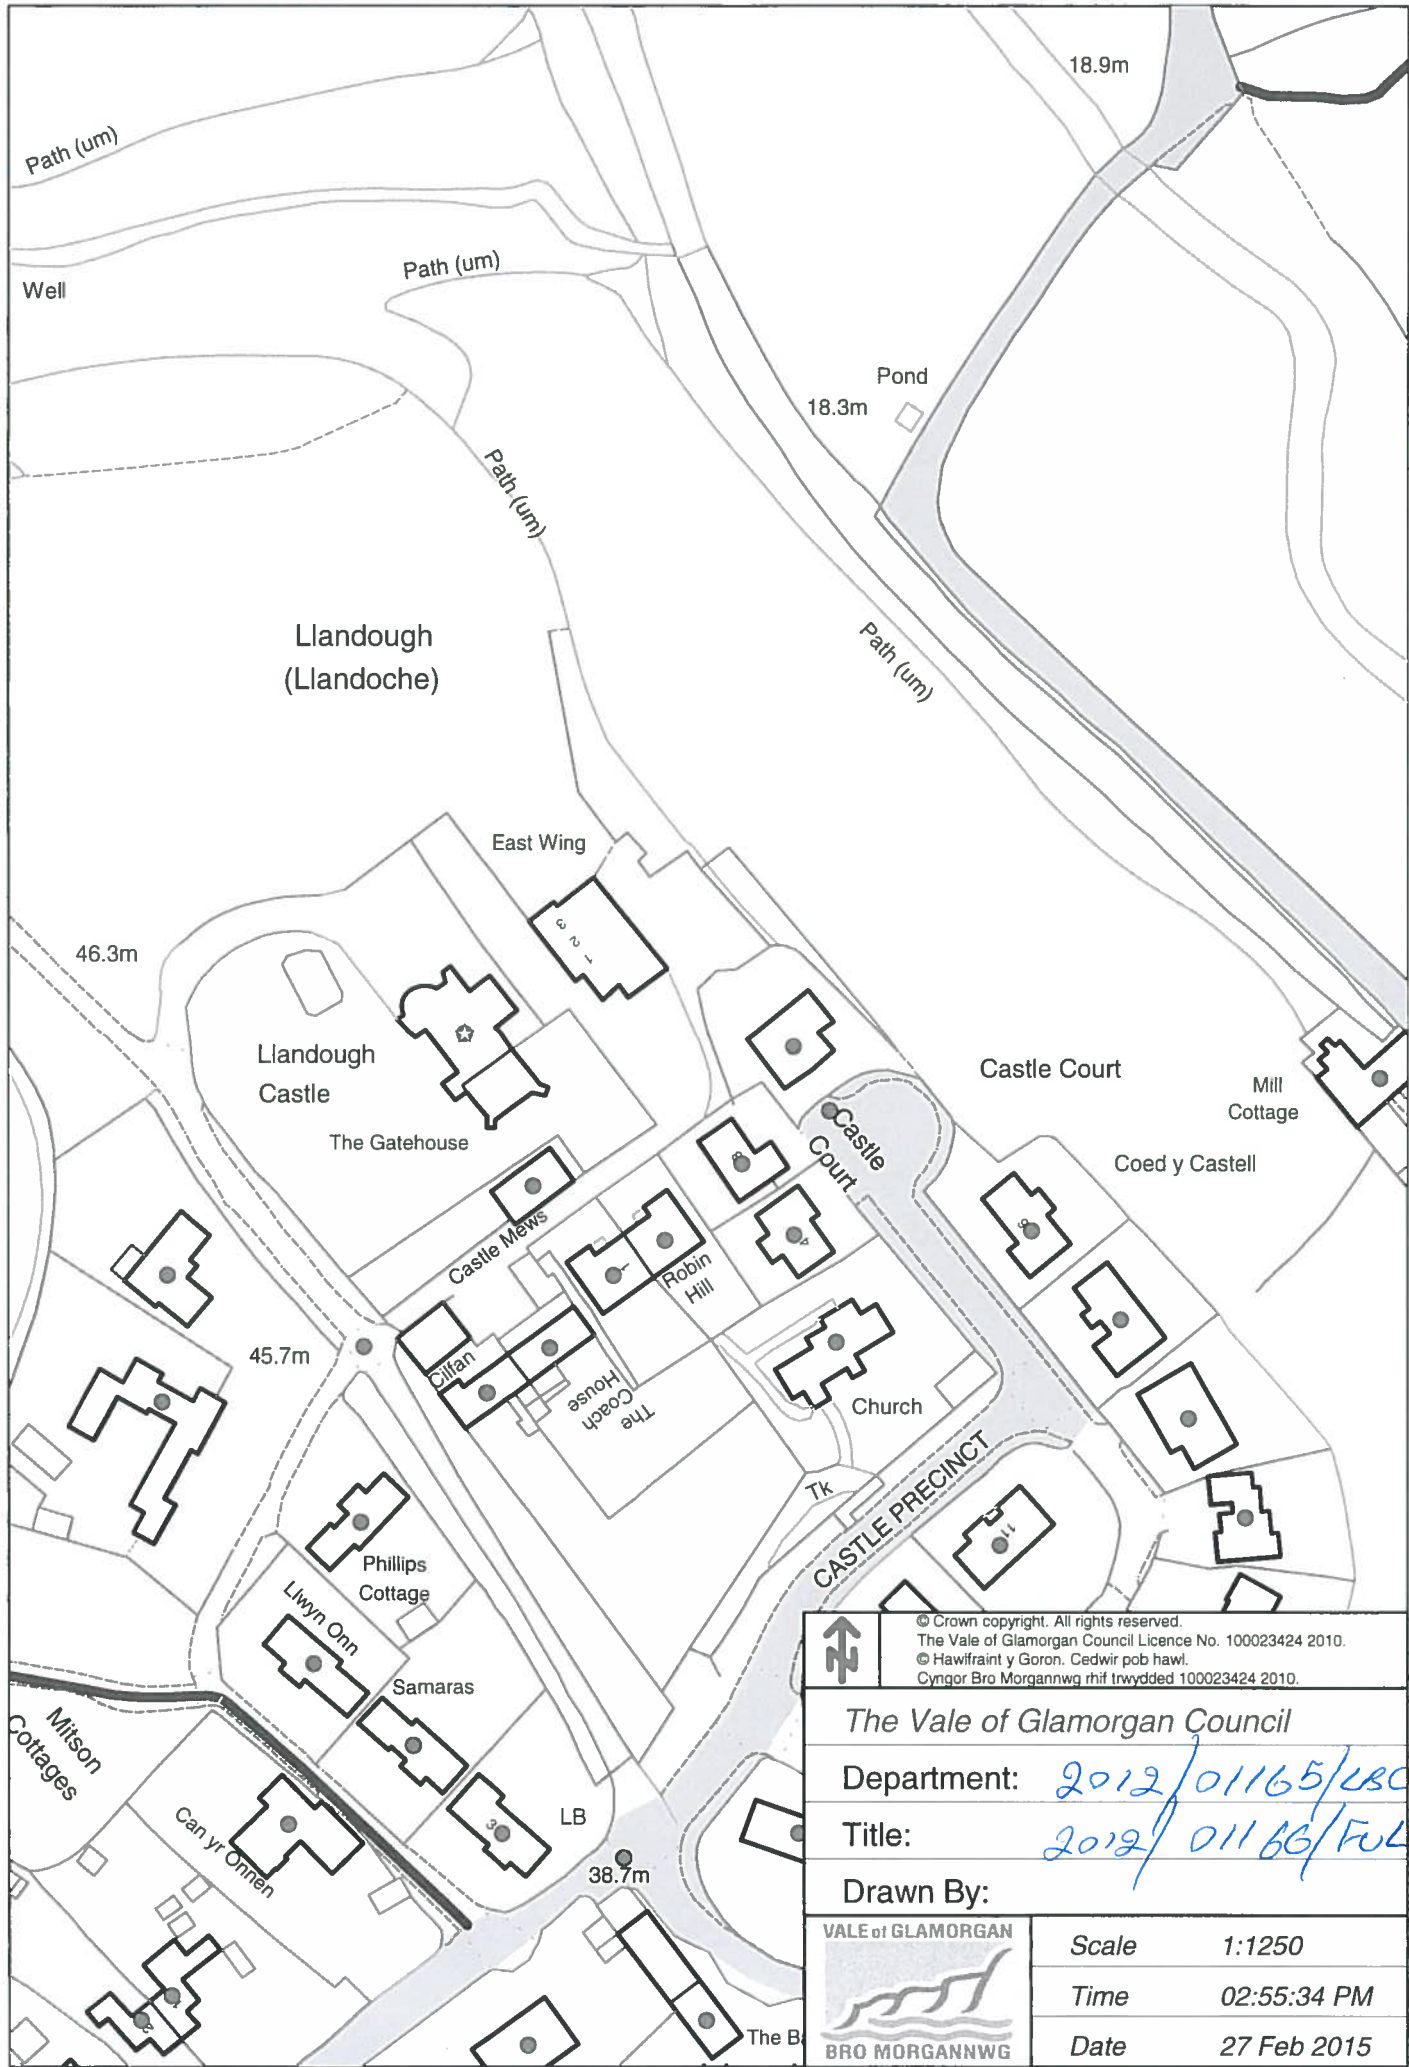 18.9m
Path (um)
Path (um)
Well
Pond
18.3m
Path (um)
Llandough
(Llandoche)
Path (um)
East Wing
3 2 1
46.3m
Llandough
Castle
The Gatehouse
Castle Court
Mill
Cottage
Castle
Court
Coed y Castell
8
4
6
Castle Mews
1
Robin
Hill
45.7m
Cilfan
The
Coach
House
Church
CASTLE PRECINCT
Tk
11
Phillips
Cottage
Llwyn Onn
Samaras
Mitson
Cottages
Can yr Onnen
3
LB
38.7m
1
2
© Crown copyright. All rights reserved.
The Vale of Glamorgan Council Licence No. 100023424 2010.
© Hawlfraint y Goron. Cedwir pob hawl.
Cyngor Bro Morgannwg rhif trwydded 100023424 2010.
The Vale of Glamorgan Council
Department: 2012/01165/LBC
Title: 2012/01166/FUL
Drawn By:
VALE of GLAMORGAN
BRO MORGANNWG
Scale 1:1250
Time 02:55:34 PM
Date 27 Feb 2015